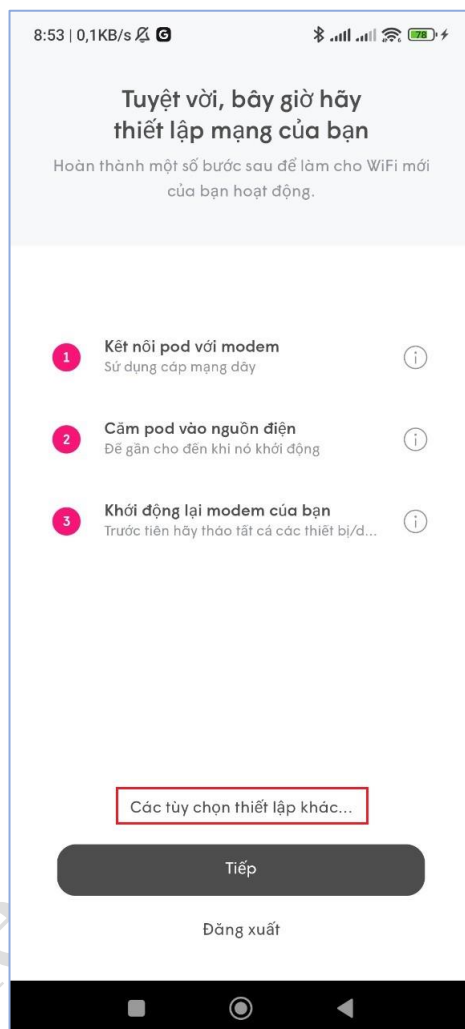 8:53 | 0,1KB/s
78
Tuyệt vời, bây giờ hãy
thiết lập mạng của bạn
Hoàn thành một số bước sau để làm cho WiFi mới
của bạn hoạt động.
1
Kết nối pod với modem
Sử dụng cáp mạng dây
2
Cắm pod vào nguồn điện
Để gần cho đến khi nó khởi động
3
Khởi động lại modem của bạn
Trước tiên hãy tháo tất cả các thiết bị/d...
Các tùy chọn thiết lập khác...
Tiếp
Đăng xuất